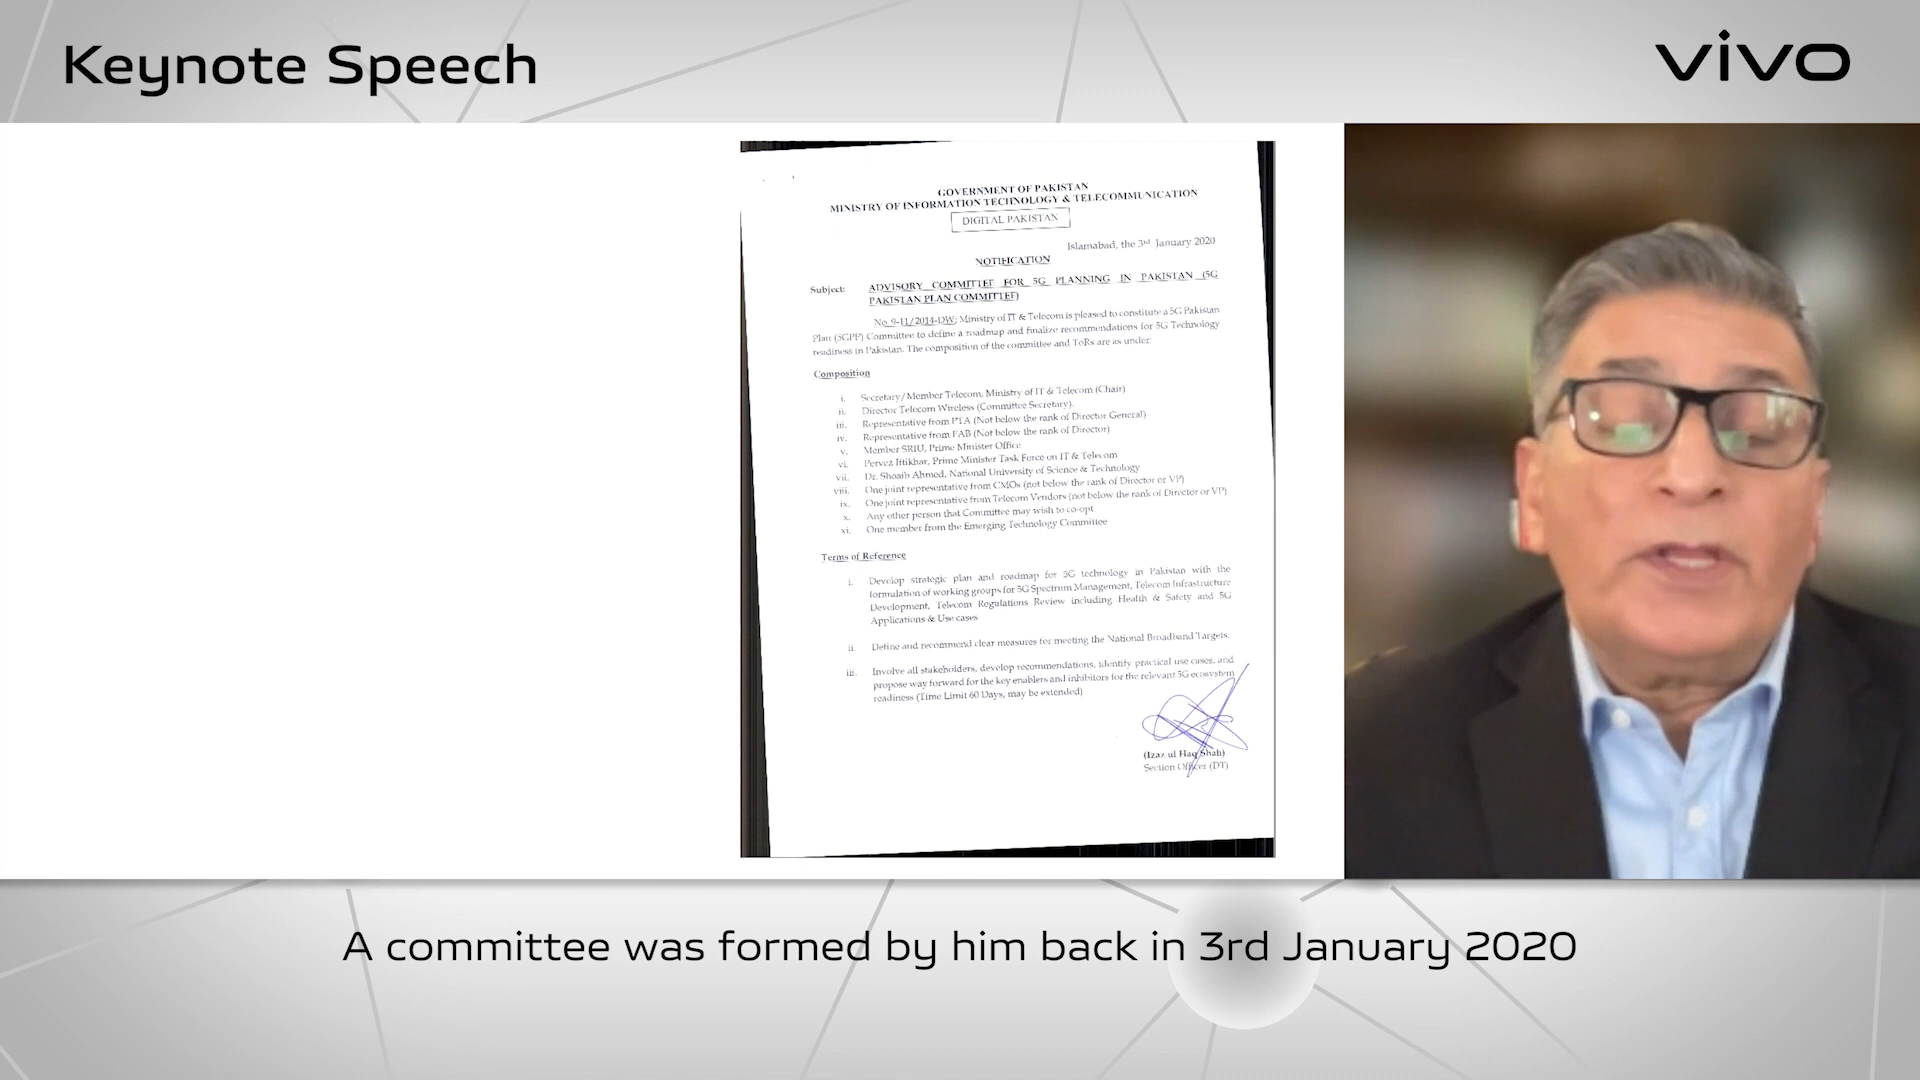 Keynote Speech
vivo
GOVERNMENT OF PAKISTAN
MINISTRY OF INFORMATION TECHNOLOGY & TELECOMMUNICATION
DIGITAL PAKISTAN
Islamabad, the 3rd January 2020
NOTIFICATION
Subject: ADVISORY COMMITTEE FOR 5G PLANNING IN PAKISTAN (5G
PAKISTAN PLAN COMMITTEE)
No. 9-11/2014-DW; Ministry of IT & Telecom is pleased to constitute a 5G Pakistan
Plan (5GPP) Committee to define a roadmap and finalize recommendations for 5G Technology
readiness in Pakistan. The composition of the committee and ToRs are as under:
Composition
i. Secretary/Member Telecom, Ministry of IT & Telecom (Chair)
ii. Director Telecom Wireless (Committee Secretary).
iii. Representative from PTA (Not below the rank of Director General)
iv. Representative from FAB (Not below the rank of Director)
v. Member SRIU, Prime Minister Office
vi. Pervez Iftikhar, Prime Minister Task Force on IT & Telecom
vii. Dr. Shoaib Ahmed, National University of Science & Technology
viii. One joint representative from CMOs (not below the rank of Director or VP)
ix. One joint representative from Telecom Vendors (not below the rank of Director or VP)
x. Any other person that Committee may wish to co-opt
xi. One member from the Emerging Technology Committee
Terms of Reference
i. Develop strategic plan and roadmap for 5G technology in Pakistan with the
formulation of working groups for 5G Spectrum Management, Telecom Infrastructure
Development, Telecom Regulations Review including Health & Safety and 5G
Applications & Use cases
ii. Define and recommend clear measures for meeting the National Broadband Targets.
iii. Involve all stakeholders, develop recommendations, identify practical use cases, and
propose way forward for the key enablers and inhibitors for the relevant 5G ecosystem
readiness (Time Limit 60 Days, may be extended)
(Izaz ul Haq Shah)
Section Officer (DT)
A committee was formed by him back in 3rd January 2020